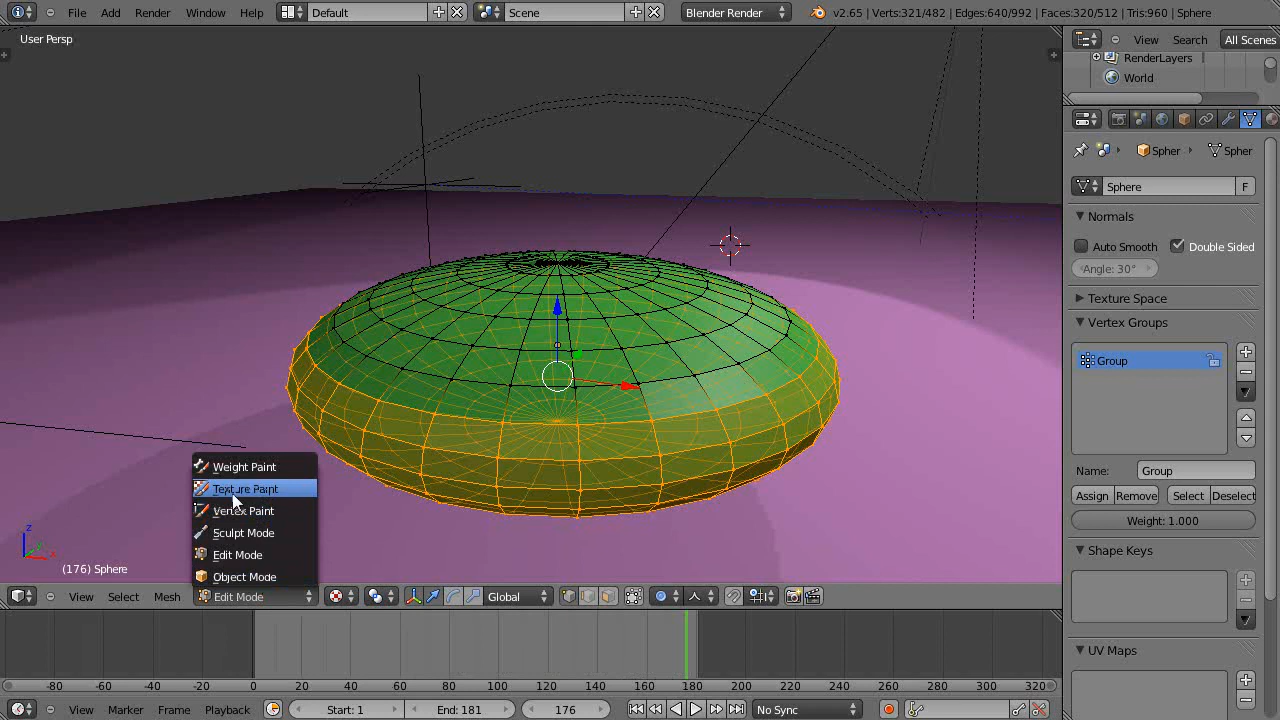 File Add Render Window Help Default Scene Blender Render v2.65 | Verts:321/482 | Edges:640/992 | Faces:320/512 | Tris:960 | Sphere
User Persp
View Search All Scenes
RenderLayers
World
Spher Spher
Sphere F
Normals
Auto Smooth Double Sided
Angle: 30°
Texture Space
Vertex Groups
Group
Name: Group
Assign Remove Select Deselect
Weight: 1.000
Shape Keys
UV Maps
Weight Paint
Texture Paint
Vertex Paint
Sculpt Mode
Edit Mode
Object Mode
z
x
(176) Sphere
View Select Mesh Edit Mode Global
-80 -60 -40 -20 0 20 40 60 80 100 120 140 160 180 200 220 240 260 280 300 320
View Marker Frame Playback Start: 1 End: 181 176 No Sync